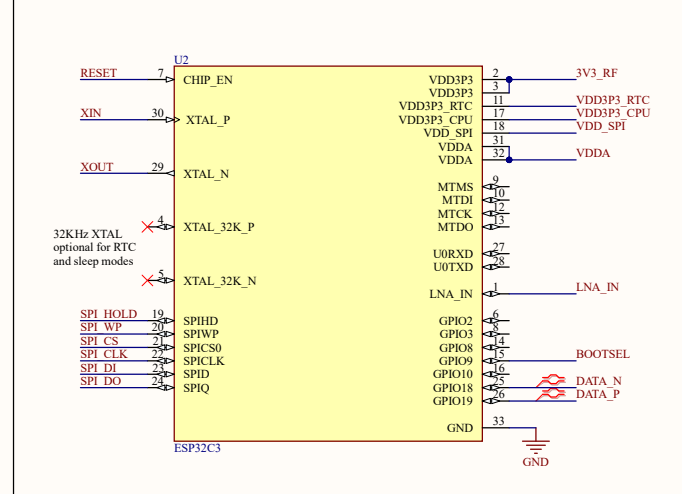 U2
RESET 7 CHIP_EN
XIN 30 XTAL_P
XOUT 29 XTAL_N
4 XTAL_32K_P
32KHz XTAL
optional for RTC
and sleep modes
5 XTAL_32K_N
SPI_HOLD 19 SPIHD
SPI_WP 20 SPIWP
SPI_CS 21 SPICS0
SPI_CLK 22 SPICLK
SPI_DI 23 SPID
SPI_DO 24 SPIQ
VDD3P3 2 3V3_RF
VDD3P3 3
VDD3P3_RTC 11 VDD3P3_RTC
VDD3P3_CPU 17 VDD3P3_CPU
VDD_SPI 18 VDD_SPI
VDDA 31
VDDA 32 VDDA
MTMS 9
MTDI 10
MTCK 12
MTDO 13
U0RXD 27
U0TXD 28
LNA_IN 1 LNA_IN
GPIO2 6
GPIO3 8
GPIO8 14
GPIO9 15 BOOTSEL
GPIO10 16
GPIO18 25 DATA_N
GPIO19 26 DATA_P
GND 33
GND
ESP32C3